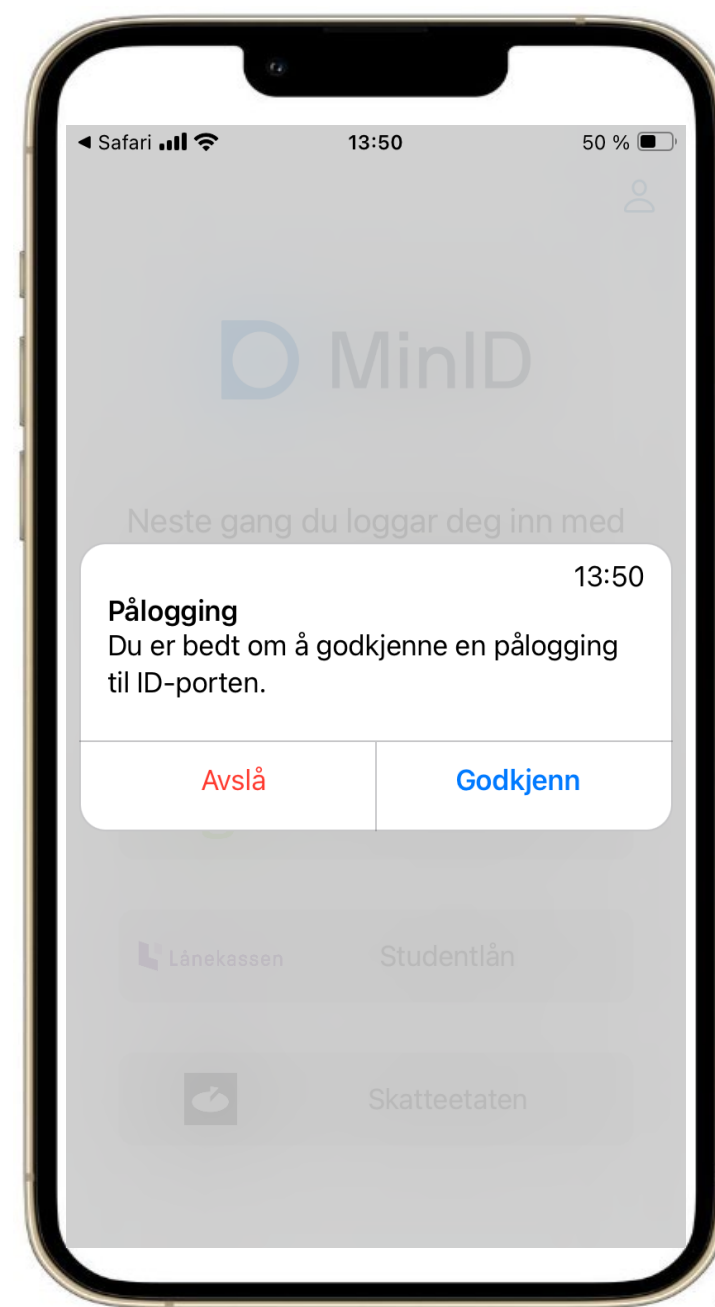 ◀ Safari
13:50
50 %
MinID
Neste gang du loggar deg inn med
13:50
Pålogging
Du er bedt om å godkjenne en pålogging
til ID-porten.
Avslå
Godkjenn
Lånekassen
Studentlån
Skatteetaten